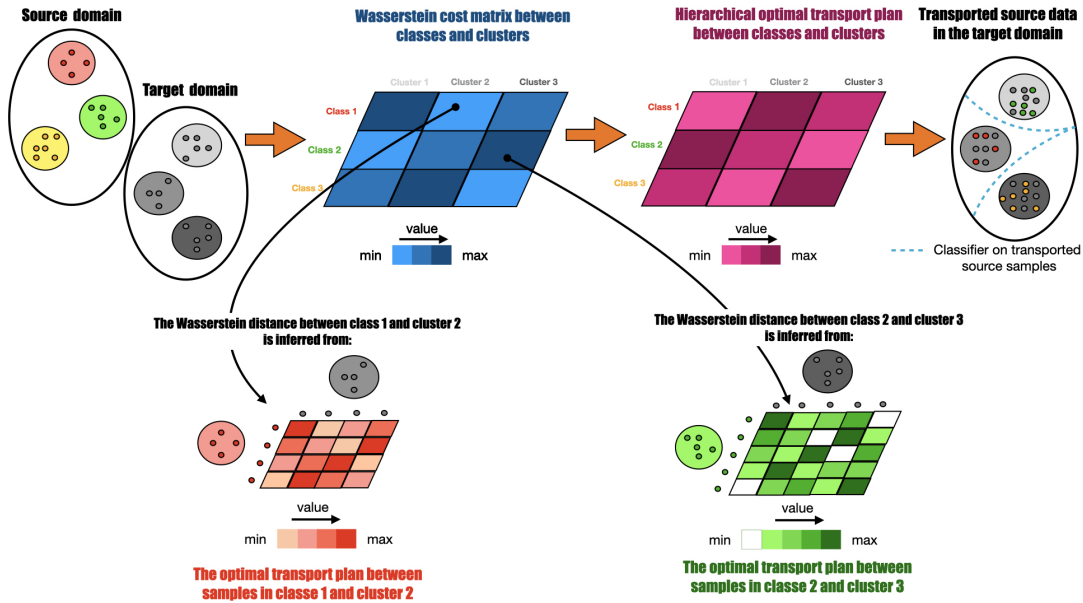 Source domain
Target domain
Wasserstein cost matrix between
classes and clusters
Cluster 1
Cluster 2
Cluster 3
Class 1
Class 2
Class 3
value
min
max
Hierarchical optimal transport plan
between classes and clusters
Cluster 1
Cluster 2
Cluster 3
Class 1
Class 2
Class 3
value
min
max
Transported source data
in the target domain
Classifier on transported
source samples
The Wasserstein distance between class 1 and cluster 2
is inferred from:
value
min
max
The optimal transport plan between
samples in classe 1 and cluster 2
The Wasserstein distance between class 2 and cluster 3
is inferred from:
value
min
max
The optimal transport plan between
samples in classe 2 and cluster 3